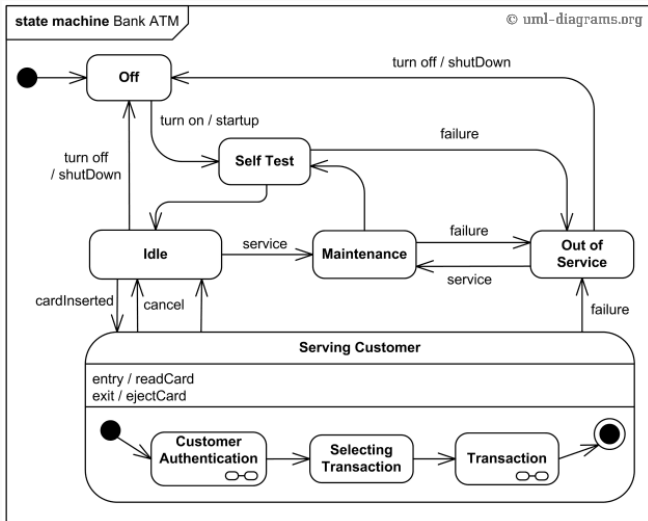 state machine Bank ATM
© uml-diagrams.org
Off
turn off / shutDown
turn on / startup
failure
Self Test
turn off
/ shutDown
Idle
service
Maintenance
failure
service
Out of
Service
cardInserted
cancel
failure
Serving Customer
entry / readCard
exit / ejectCard
Customer
Authentication
Selecting
Transaction
Transaction